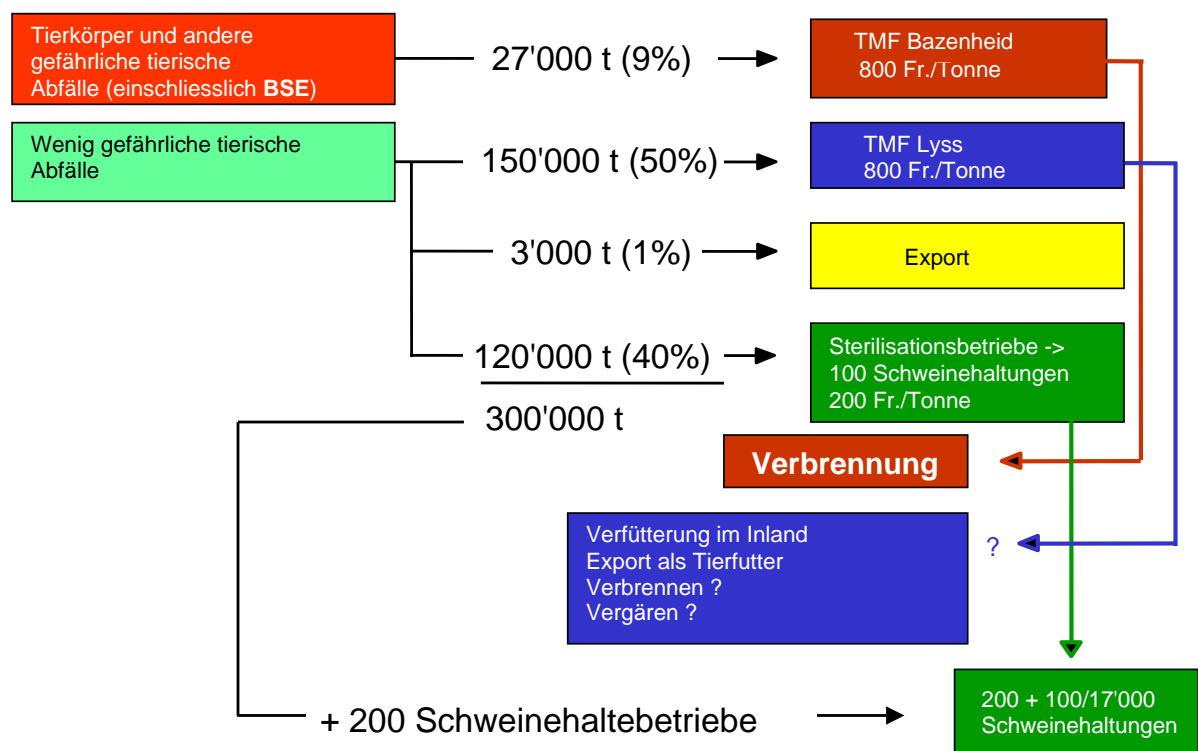 Tierkörper und andere
gefährliche tierische
Abfälle (einschliesslich BSE)
27'000 t (9%)
TMF Bazenheid
800 Fr./Tonne
Wenig gefährliche tierische
Abfälle
150'000 t (50%)
TMF Lyss
800 Fr./Tonne
3'000 t (1%)
Export
120'000 t (40%)
Sterilisationsbetriebe ->
100 Schweinehaltungen
200 Fr./Tonne
300'000 t
Verbrennung
Verfütterung im Inland
Export als Tierfutter
Verbrennen ?
Vergären ?
?
+ 200 Schweinehaltebetriebe
200 + 100/17'000
Schweinehaltungen